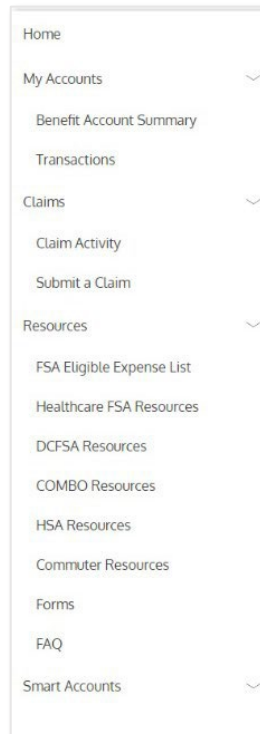 Home
My Accounts
Benefit Account Summary
Transactions
Claims
Claim Activity
Submit a Claim
Resources
FSA Eligible Expense List
Healthcare FSA Resources
DCFSA Resources
COMBO Resources
HSA Resources
Commuter Resources
Forms
FAQ
Smart Accounts